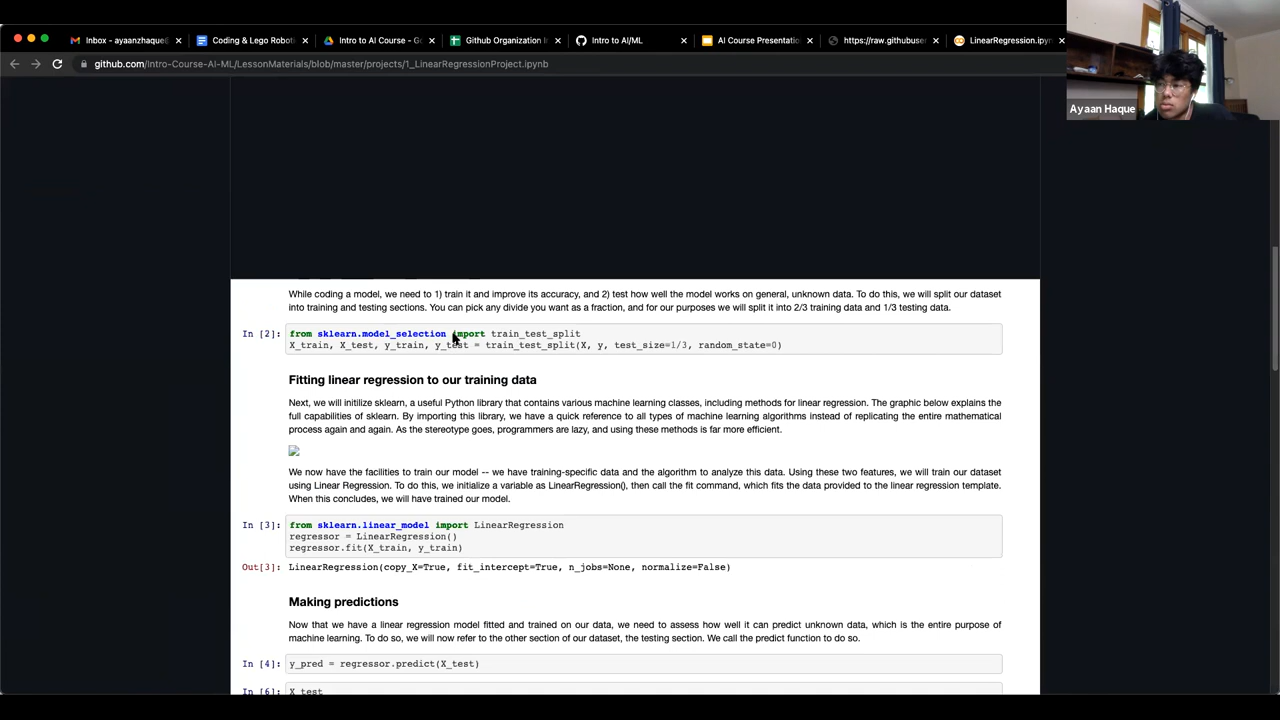 Inbox - ayaanzhaque@
Coding & Lego Robot
Intro to AI Course - Go
Github Organization I
Intro to AI/ML
AI Course Presentatio
https://raw.githubuser
LinearRegression.ipyn
github.com/Intro-Course-AI-ML/LessonMaterials/blob/master/projects/1_LinearRegressionProject.ipynb
Ayaan Haque
While coding a model, we need to 1) train it and improve its accuracy, and 2) test how well the model works on general, unknown data. To do this, we will split our dataset
into training and testing sections. You can pick any divide you want as a fraction, and for our purposes we will split it into 2/3 training data and 1/3 testing data.
In [2]: from sklearn.model_selection import train_test_split
X_train, X_test, y_train, y_test = train_test_split(X, y, test_size=1/3, random_state=0)
Fitting linear regression to our training data
Next, we will initilize sklearn, a useful Python library that contains various machine learning classes, including methods for linear regression. The graphic below explains the
full capabilities of sklearn. By importing this library, we have a quick reference to all types of machine learning algorithms instead of replicating the entire mathematical
process again and again. As the stereotype goes, programmers are lazy, and using these methods is far more efficient.
We now have the facilities to train our model -- we have training-specific data and the algorithm to analyze this data. Using these two features, we will train our dataset
using Linear Regression. To do this, we initialize a variable as LinearRegression(), then call the fit command, which fits the data provided to the linear regression template.
When this concludes, we will have trained our model.
In [3]: from sklearn.linear_model import LinearRegression
regressor = LinearRegression()
regressor.fit(X_train, y_train)
Out[3]: LinearRegression(copy_X=True, fit_intercept=True, n_jobs=None, normalize=False)
Making predictions
Now that we have a linear regression model fitted and trained on our data, we need to assess how well it can predict unknown data, which is the entire purpose of
machine learning. To do so, we will now refer to the other section of our dataset, the testing section. We call the predict function to do so.
In [4]: y_pred = regressor.predict(X_test)
In [6]: X_test